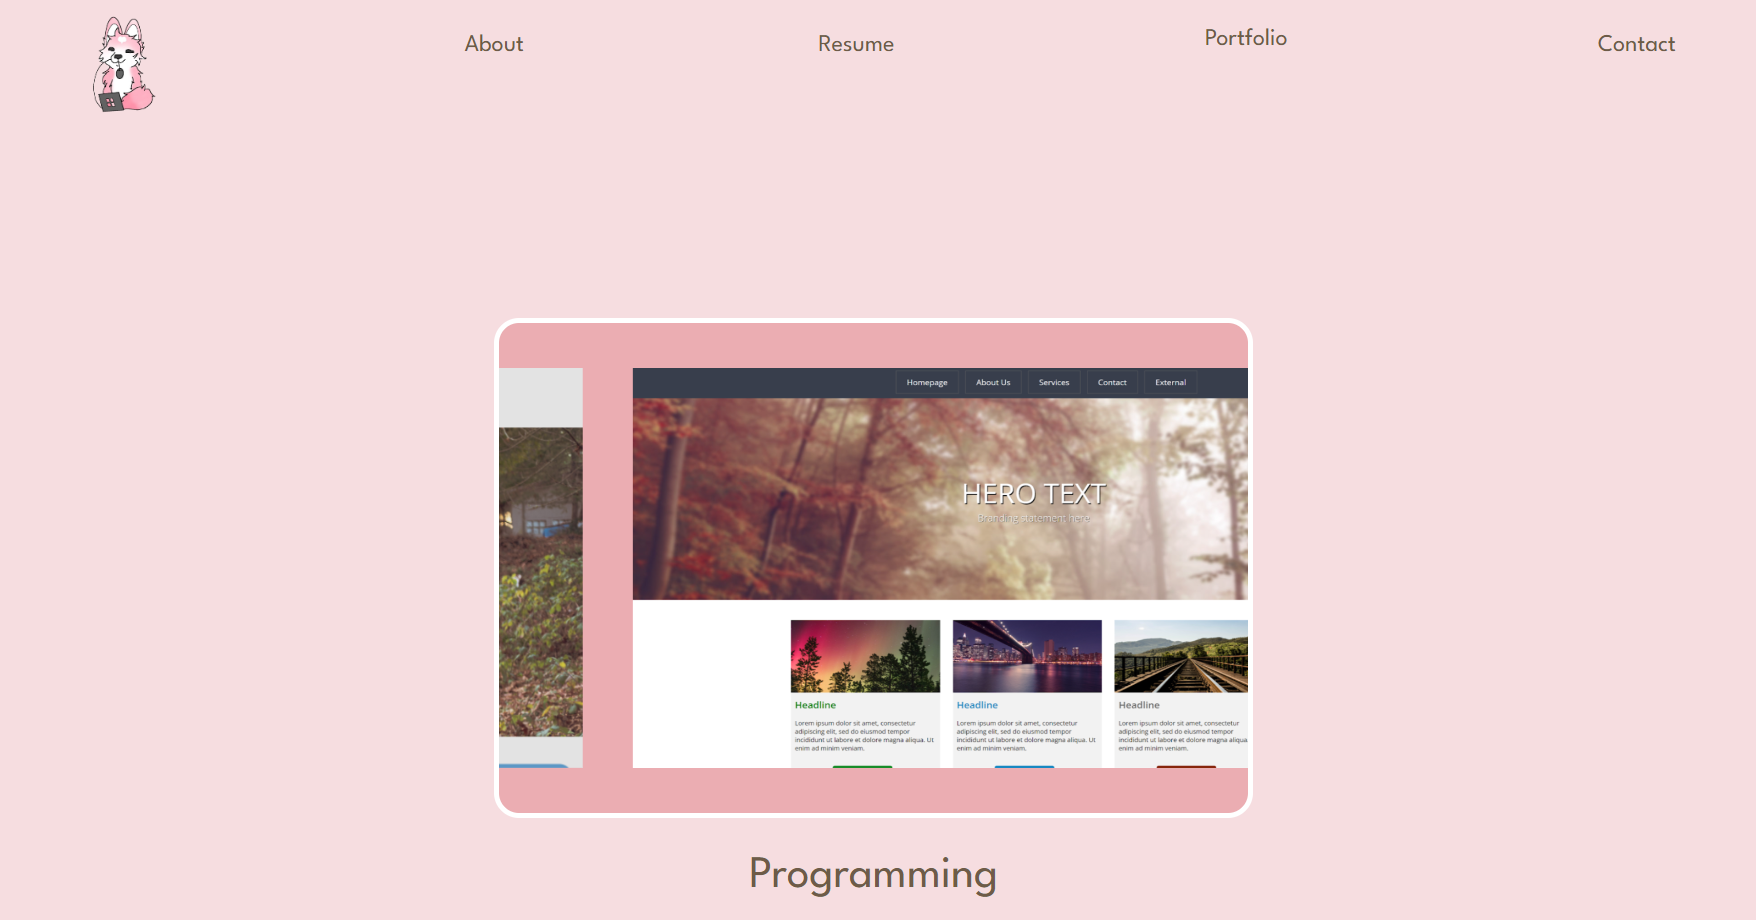 About
Resume
Portfolio
Contact
Homepage
About Us
Services
Contact
External
HERO TEXT
Branding statement here
Headline
Lorem ipsum dolor sit amet, consectetur
adipiscing elit, sed do eiusmod tempor
incididunt ut labore et dolore magna aliqua. Ut
enim ad minim veniam.
Headline
Lorem ipsum dolor sit amet, consectetur
adipiscing elit, sed do eiusmod tempor
incididunt ut labore et dolore magna aliqua. Ut
enim ad minim veniam.
Headline
Lorem ipsum dolor sit amet, consectetur
adipiscing elit, sed do eiusmod tempor
incididunt ut labore et dolore magna aliqua
enim ad minim veniam.
Programming